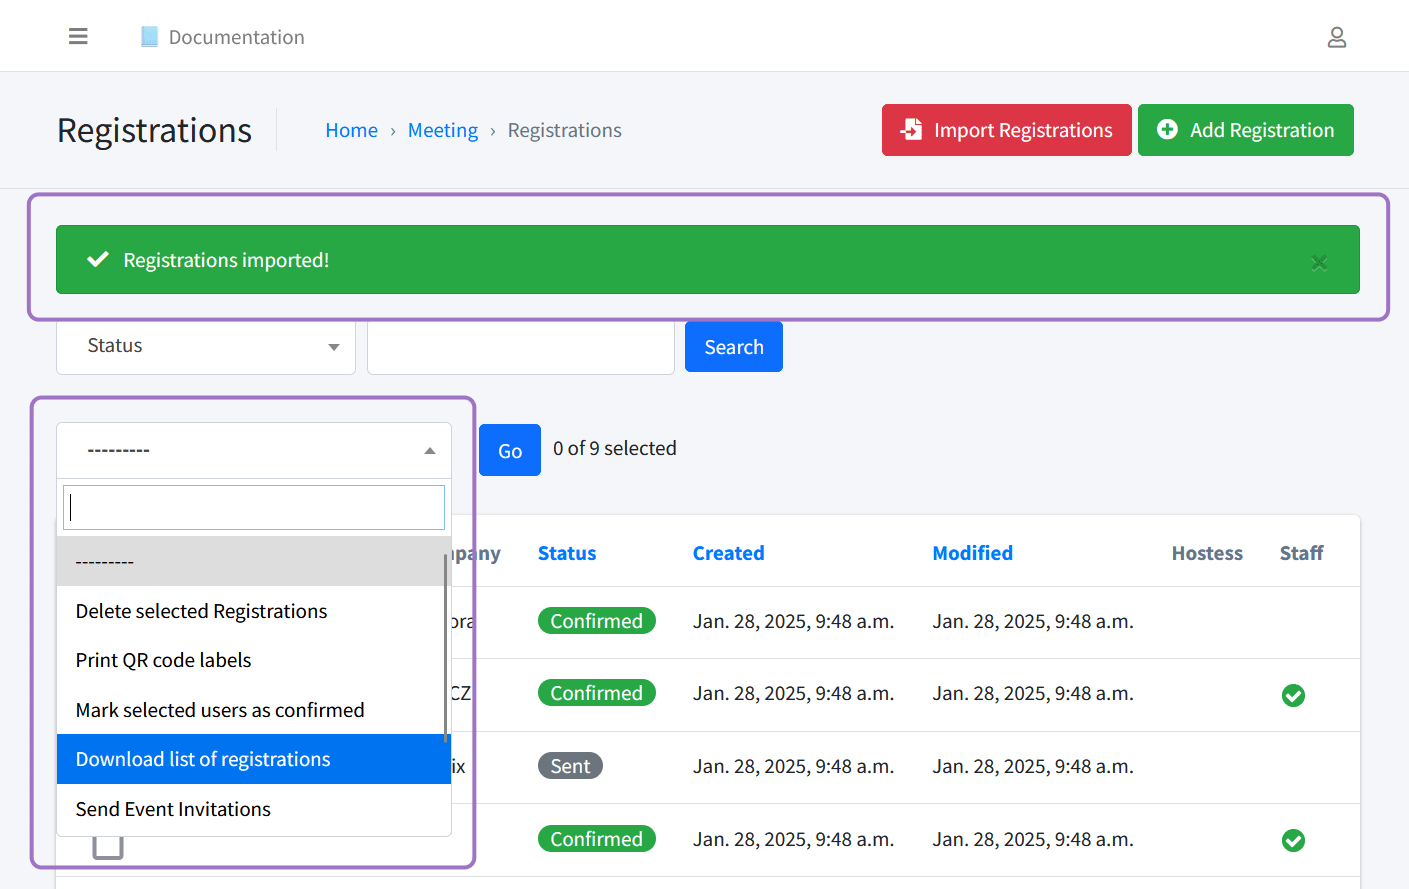 Documentation
Registrations
Home › Meeting › Registrations
Import Registrations
Add Registration
Registrations imported!
Status
Search
---------
Go
0 of 9 selected
---------
Delete selected Registrations
Print QR code labels
Mark selected users as confirmed
Download list of registrations
Send Event Invitations
pany Status Created Modified Hostess Staff
ora Confirmed Jan. 28, 2025, 9:48 a.m. Jan. 28, 2025, 9:48 a.m.
CZ Confirmed Jan. 28, 2025, 9:48 a.m. Jan. 28, 2025, 9:48 a.m.
ix Sent Jan. 28, 2025, 9:48 a.m. Jan. 28, 2025, 9:48 a.m.
Confirmed Jan. 28, 2025, 9:48 a.m. Jan. 28, 2025, 9:48 a.m.